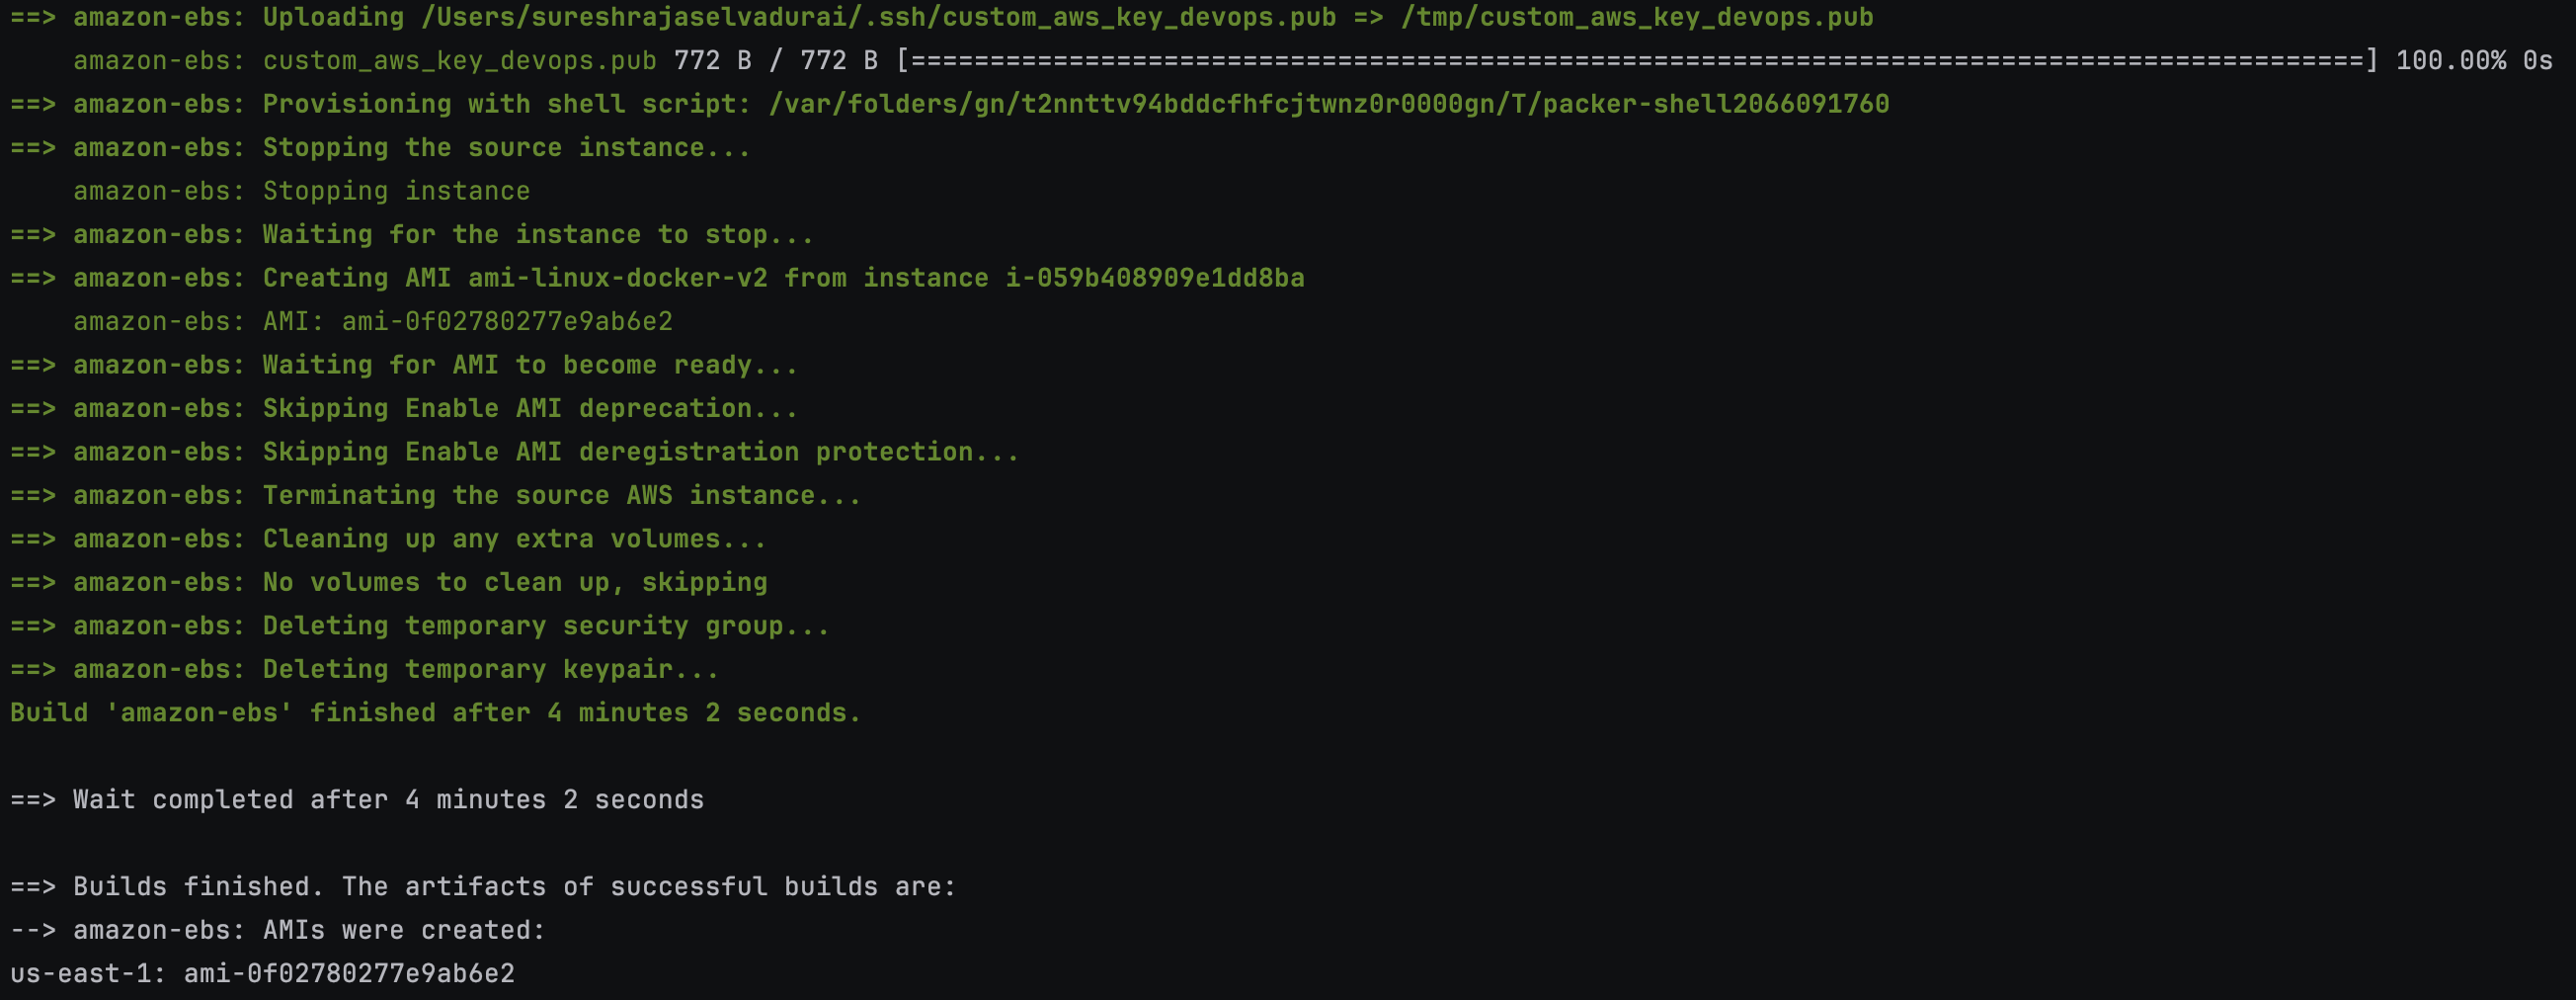 ==> amazon-ebs: Uploading /Users/sureshrajaselvadurai/.ssh/custom_aws_key_devops.pub => /tmp/custom_aws_key_devops.pub
    amazon-ebs: custom_aws_key_devops.pub 772 B / 772 B [============================================================================================] 100.00% 0s
==> amazon-ebs: Provisioning with shell script: /var/folders/gn/t2nnttv94bddcfhfcjtwnz0r0000gn/T/packer-shell2066091760
==> amazon-ebs: Stopping the source instance...
    amazon-ebs: Stopping instance
==> amazon-ebs: Waiting for the instance to stop...
==> amazon-ebs: Creating AMI ami-linux-docker-v2 from instance i-059b408909e1dd8ba
    amazon-ebs: AMI: ami-0f02780277e9ab6e2
==> amazon-ebs: Waiting for AMI to become ready...
==> amazon-ebs: Skipping Enable AMI deprecation...
==> amazon-ebs: Skipping Enable AMI deregistration protection...
==> amazon-ebs: Terminating the source AWS instance...
==> amazon-ebs: Cleaning up any extra volumes...
==> amazon-ebs: No volumes to clean up, skipping
==> amazon-ebs: Deleting temporary security group...
==> amazon-ebs: Deleting temporary keypair...
Build 'amazon-ebs' finished after 4 minutes 2 seconds.
==> Wait completed after 4 minutes 2 seconds
==> Builds finished. The artifacts of successful builds are:
--> amazon-ebs: AMIs were created:
us-east-1: ami-0f02780277e9ab6e2